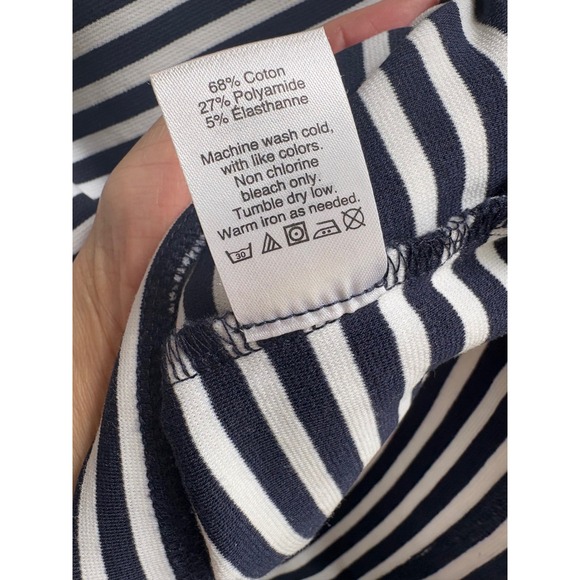 68% Coton
27% Polyamide
5% Élasthanne
Machine wash cold,
with like colors.
Non chlorine
bleach only.
Tumble dry low.
Warm iron as needed.
30